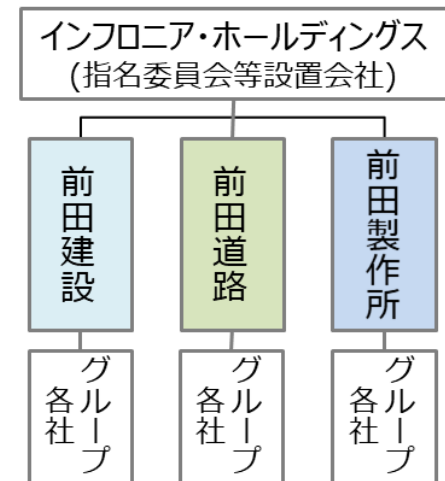 インフロニア・ホールディングス
(指名委員会等設置会社)
前田建設
前田道路
前田製作所
グループ
各社
グループ
各社
グループ
各社